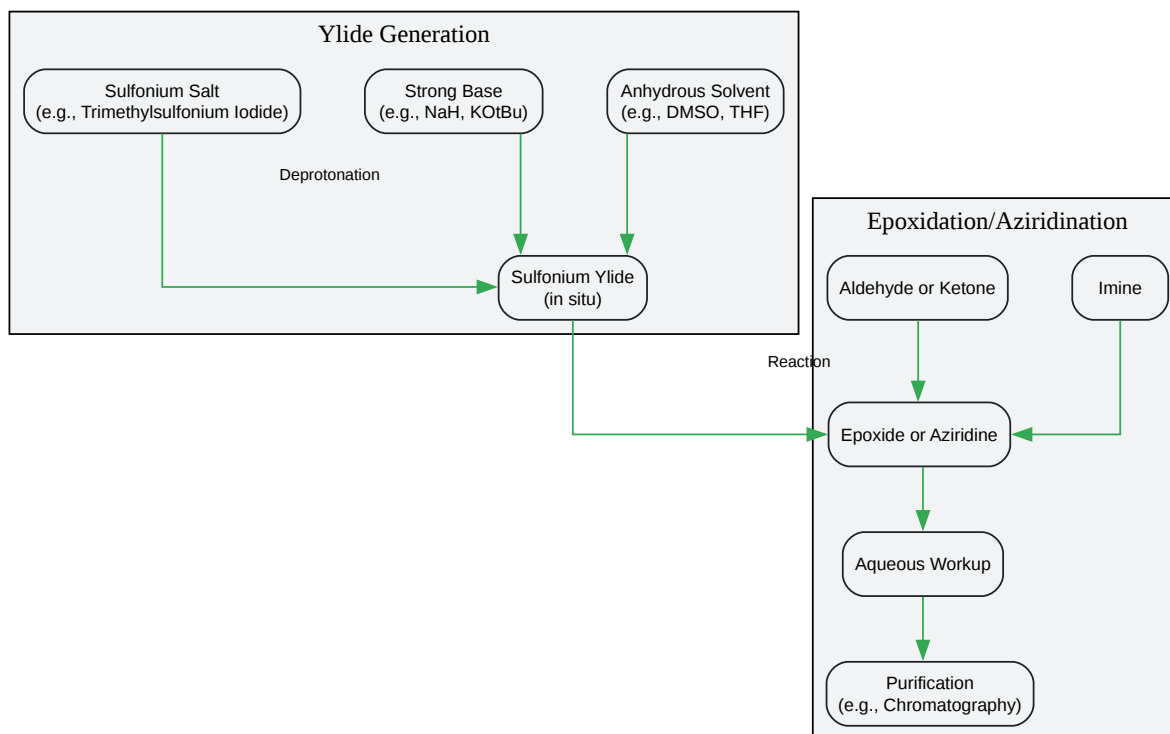 Ylide Generation
Sulfonium Salt
(e.g., Trimethylsulfonium Iodide)
Strong Base
(e.g., NaH, KOtBu)
Anhydrous Solvent
(e.g., DMSO, THF)
Deprotonation
Sulfonium Ylide
(in situ)
Epoxidation/Aziridination
Aldehyde or Ketone
Imine
Reaction
Epoxide or Aziridine
Aqueous Workup
Purification
(e.g., Chromatography)